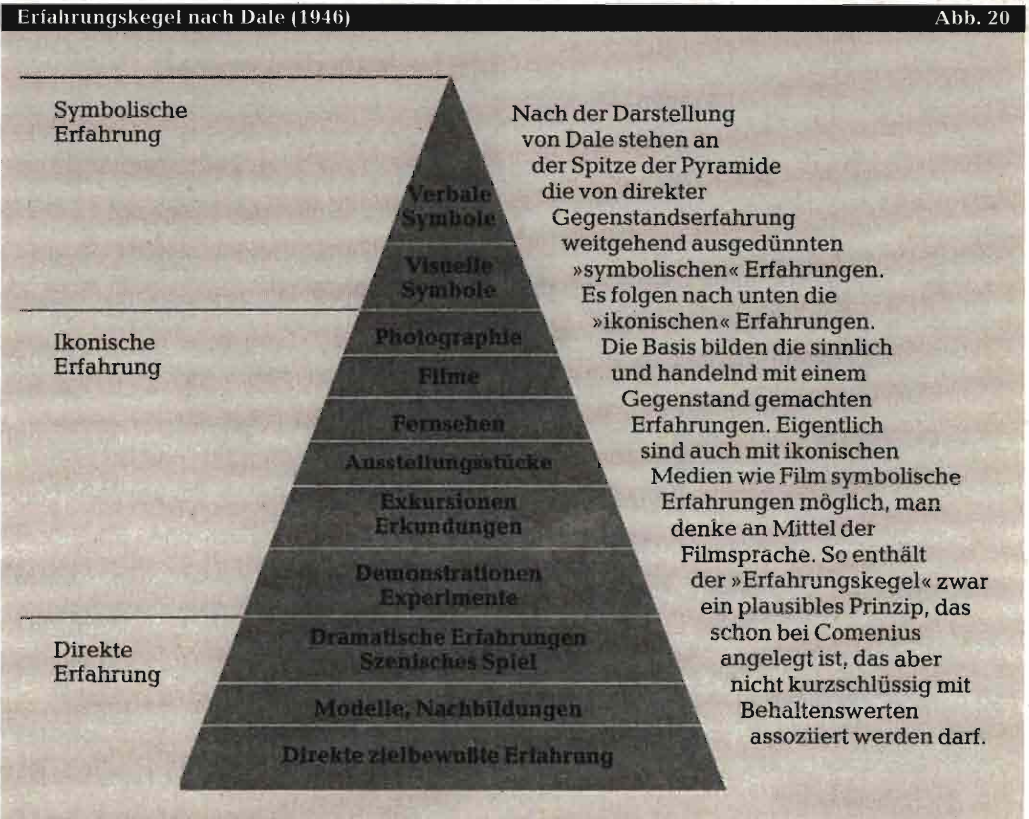 Erfahrungskegel nach Dale (1946)
Abb. 20
Symbolische
Erfahrung
Ikonische
Erfahrung
Direkte
Erfahrung
Verbale
Symbole
Visuelle
Symbole
Photographie
Filme
Fernsehen
Ausstellungsstücke
Exkursionen
Erkundungen
Demonstrationen
Experimente
Dramatische Erfahrungen
Szenisches Spiel
Modelle, Nachbildungen
Direkte zielbewußte Erfahrung
Nach der Darstellung
von Dale stehen an
der Spitze der Pyramide
die von direkter
Gegenstandserfahrung
weitgehend ausgedünnten
»symbolischen« Erfahrungen.
Es folgen nach unten die
»ikonischen« Erfahrungen.
Die Basis bilden die sinnlich
und handelnd mit einem
Gegenstand gemachten
Erfahrungen. Eigentlich
sind auch mit ikonischen
Medien wie Film symbolische
Erfahrungen möglich, man
denke an Mittel der
Filmsprache. So enthält
der »Erfahrungskegel« zwar
ein plausibles Prinzip, das
schon bei Comenius
angelegt ist, das aber
nicht kurzschlüssig mit
Behaltenswerten
assoziiert werden darf.